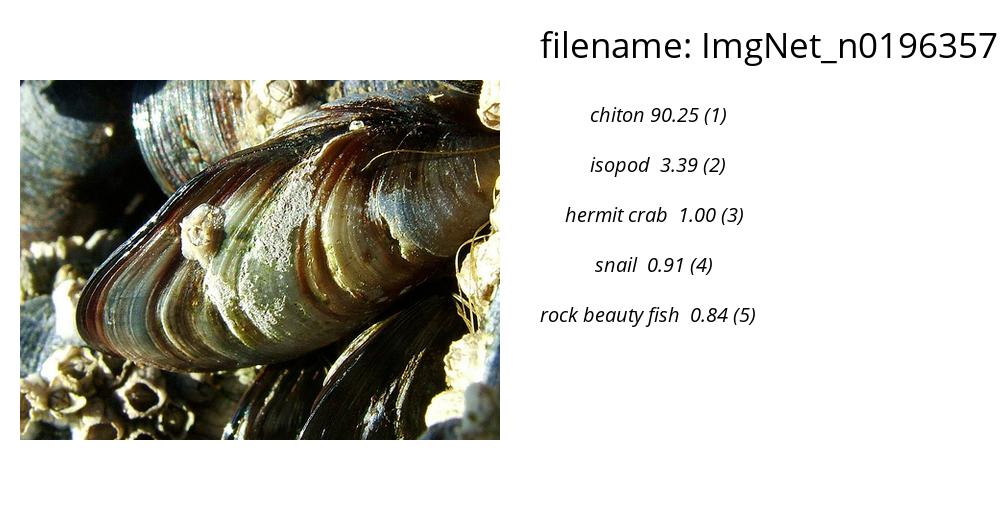 filename: ImgNet_n0196357
chiton 90.25 (1)
isopod 3.39 (2)
hermit crab 1.00 (3)
snail 0.91 (4)
rock beauty fish 0.84 (5)